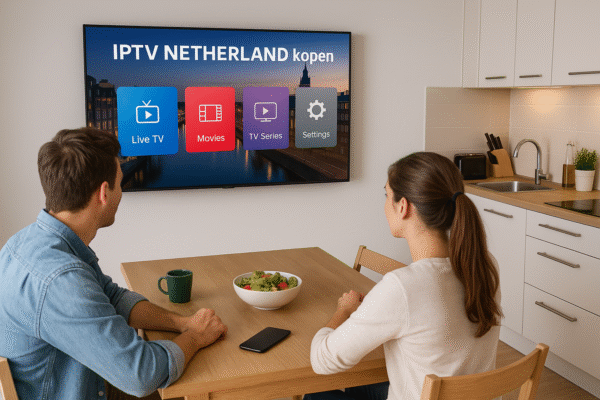 IPTV NETHERLAND kopen
Live TV
Movies
TV Series
Settings